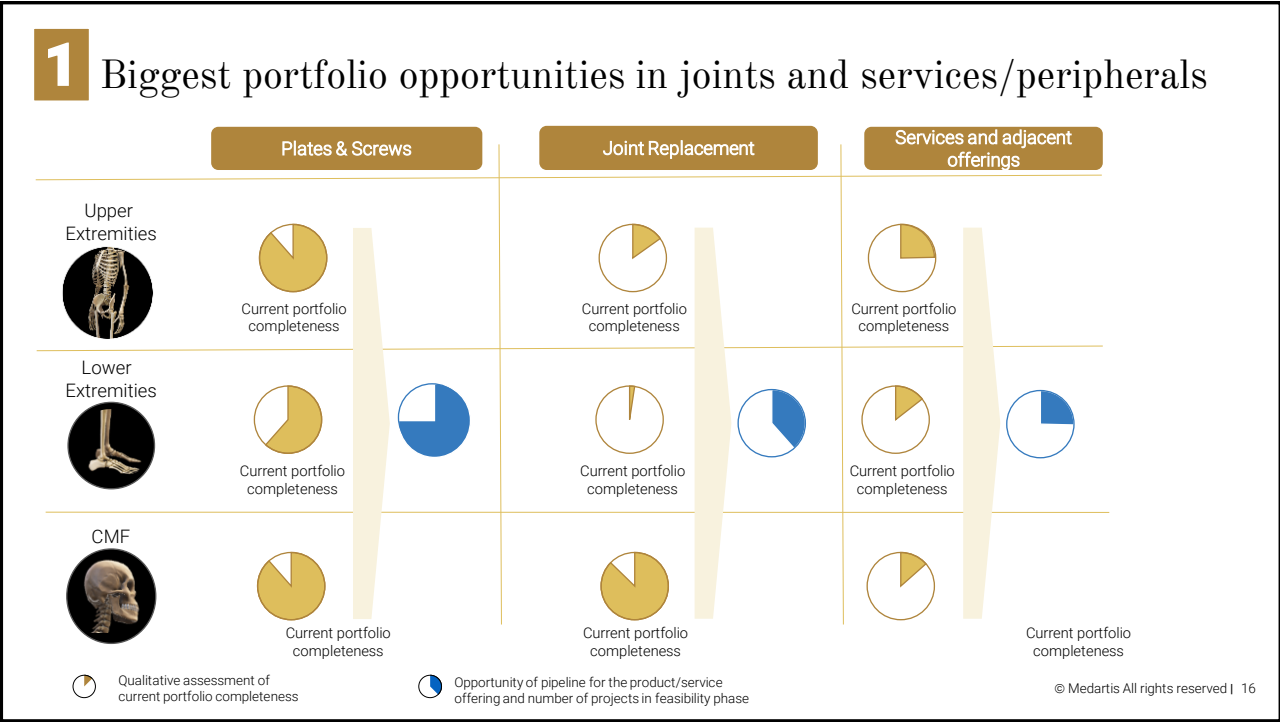 1
Biggest portfolio opportunities in joints and services/peripherals
Plates & Screws
Joint Replacement
Services and adjacent
offerings
Upper
Extremities
Current portfolio
completeness
Current portfolio
completeness
Current portfolio
completeness
Lower
Extremities
Current portfolio
completeness
Current portfolio
completeness
Current portfolio
completeness
CMF
Current portfolio
completeness
Current portfolio
completeness
Current portfolio
completeness
Qualitative assessment of
current portfolio completeness
Opportunity of pipeline for the product/service
offering and number of projects in feasibility phase
© Medartis All rights reserved | 16